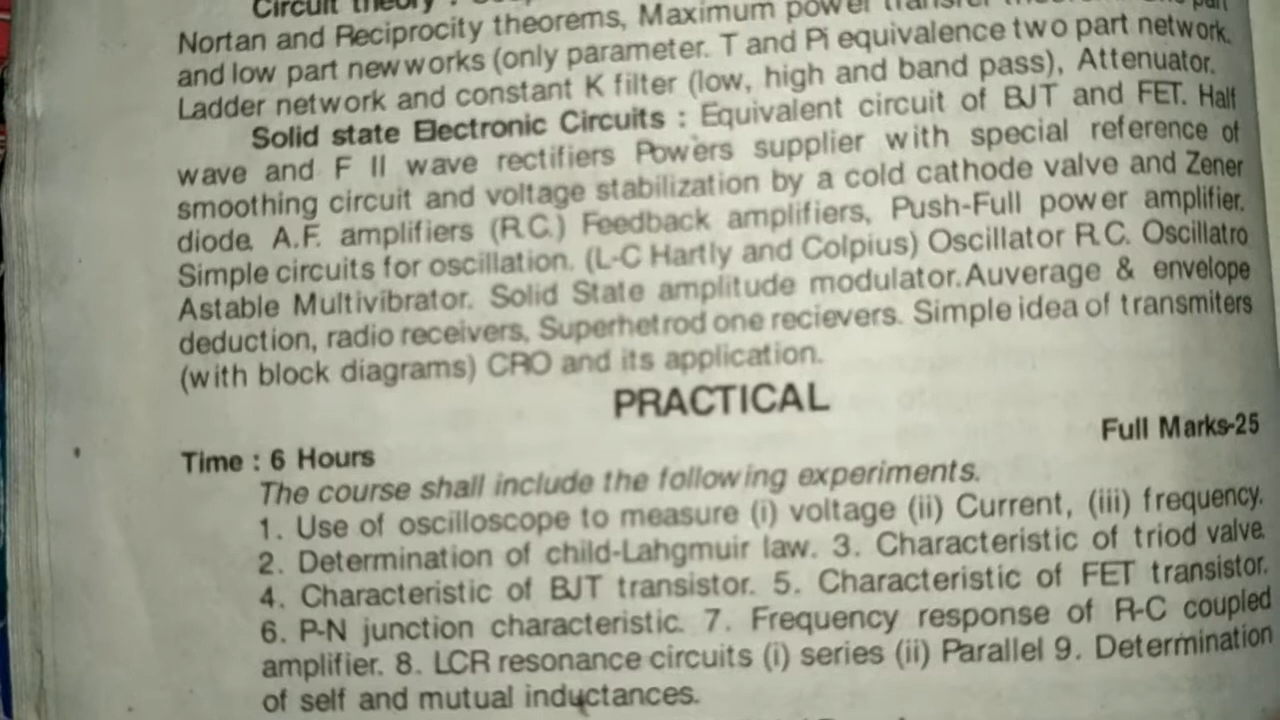 Circuit theory :
Nortan and Reciprocity theorems, Maximum power
and low part newworks (only parameter. T and Pi equivalence two part network.
Ladder network and constant K filter (low, high and band pass), Attenuator.
Solid state Electronic Circuits : Equivalent circuit of BJT and FET. Half
wave and F ll wave rectifiers Powers supplier with special reference of
smoothing circuit and voltage stabilization by a cold cathode valve and Zener
diode. A.F. amplifiers (R.C.) Feedback amplifiers, Push-Full power amplifier.
Simple circuits for oscillation. (L-C Hartly and Colpius) Oscillator R.C. Oscillatro
Astable Multivibrator. Solid State amplitude modulator. Auverage & envelope
deduction, radio receivers, Superhetrod one recievers. Simple idea of transmiters
(with block diagrams) CRO and its application.
PRACTICAL
Full Marks-25
Time : 6 Hours
The course shall include the following experiments.
1. Use of oscilloscope to measure (i) voltage (ii) Current, (iii) frequency.
2. Determination of child-Lahgmuir law. 3. Characteristic of triod valve.
4. Characteristic of BJT transistor. 5. Characteristic of FET transistor.
6. P-N junction characteristic. 7. Frequency response of R-C coupled
amplifier. 8. LCR resonance circuits (i) series (ii) Parallel 9. Determination
of self and mutual inductances.